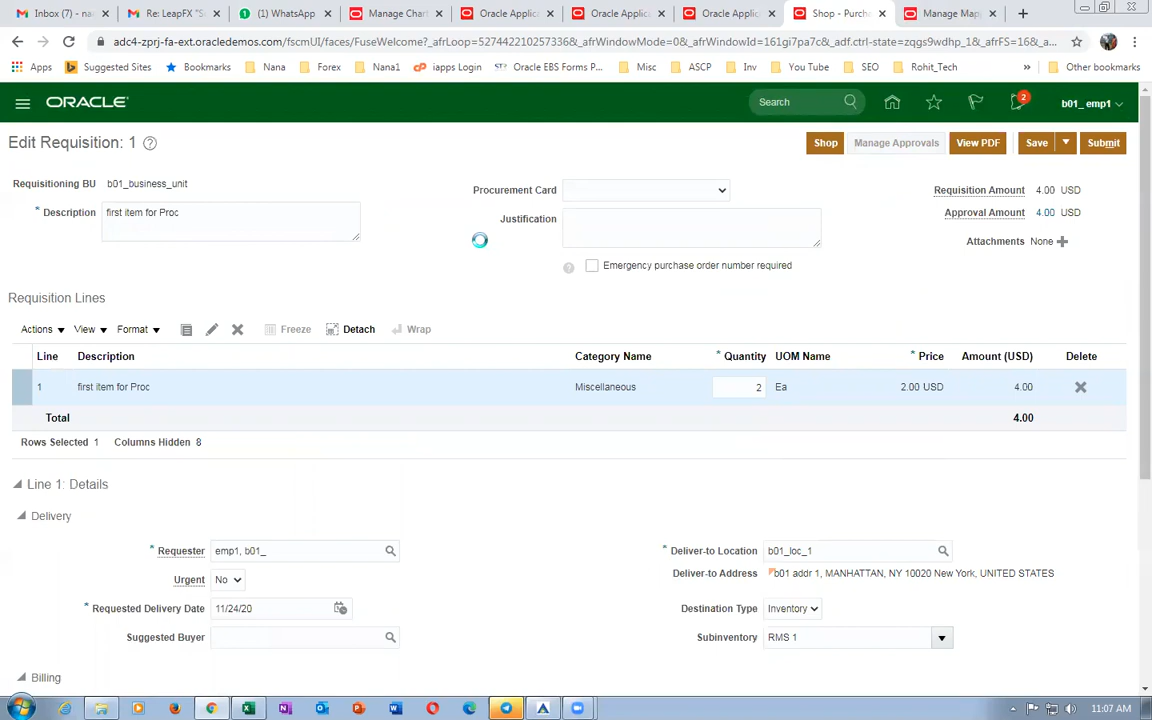 Inbox (7) - na
Re: LeapFX "Si
(1) WhatsApp
Manage Chart
Oracle Applica
Oracle Applica
Oracle Applica
Shop - Purcha
Manage Mapp
adc4-zprj-fa-ext.oracledemos.com/fscmUI/faces/FuseWelcome?_afrLoop=527442210257336&_afrWindowMode=0&_afrWindowId=161gi7pa7c&_adf.ctrl-state=zqgs9wdhp_1&_afrFS=16&_a...
Apps
Suggested Sites
Bookmarks
Nana
Forex
Nana1
iapps Login
Oracle EBS Forms P...
Misc
ASCP
Inv
You Tube
SEO
Rohit_Tech
»
Other bookmarks
ORACLE
Search
2
b01_ emp1
Edit Requisition: 1 ?
Shop
Manage Approvals
View PDF
Save
Submit
Requisitioning BU b01_business_unit
* Description first item for Proc
Procurement Card
Justification
? Emergency purchase order number required
Requisition Amount 4.00 USD
Approval Amount 4.00 USD
Attachments None
Requisition Lines
Actions View Format Freeze Detach Wrap
Line Description Category Name * Quantity UOM Name * Price Amount (USD) Delete
1 first item for Proc Miscellaneous 2 Ea 2.00 USD 4.00
Total 4.00
Rows Selected 1 Columns Hidden 8
Line 1: Details
Delivery
* Requester emp1, b01_
Urgent No
* Requested Delivery Date 11/24/20
Suggested Buyer
* Deliver-to Location b01_loc_1
Deliver-to Address b01 addr 1, MANHATTAN, NY 10020 New York, UNITED STATES
Destination Type Inventory
Subinventory RMS 1
Billing
11:07 AM